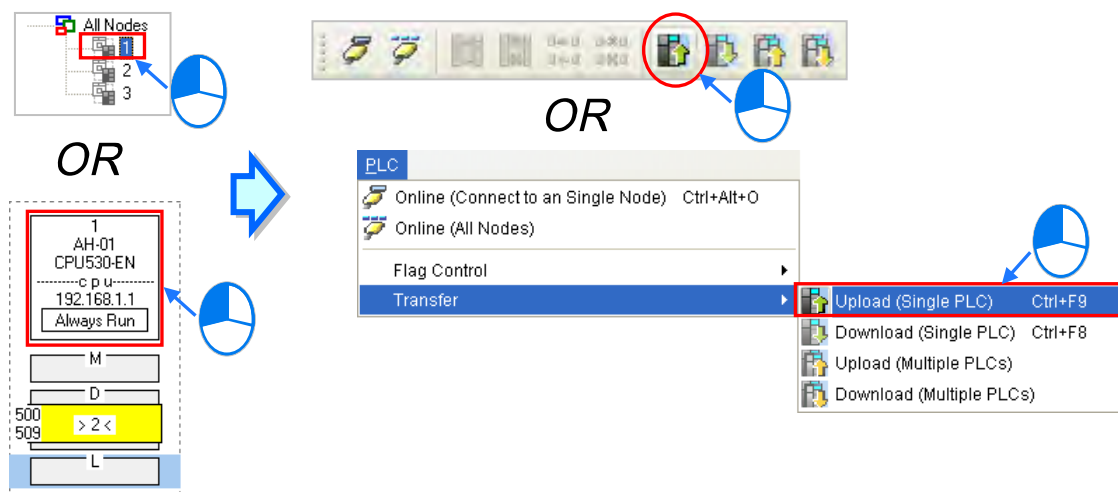 All Nodes
1
2
3
OR
1
AH-01
CPU530-EN
--------c p u--------
192.168.1.1
Always Run
M
D
500
509
> 2 <
L
OR
PLC
Online (Connect to an Single Node) Ctrl+Alt+O
Online (All Nodes)
Flag Control
Transfer
Upload (Single PLC) Ctrl+F9
Download (Single PLC) Ctrl+F8
Upload (Multiple PLCs)
Download (Multiple PLCs)